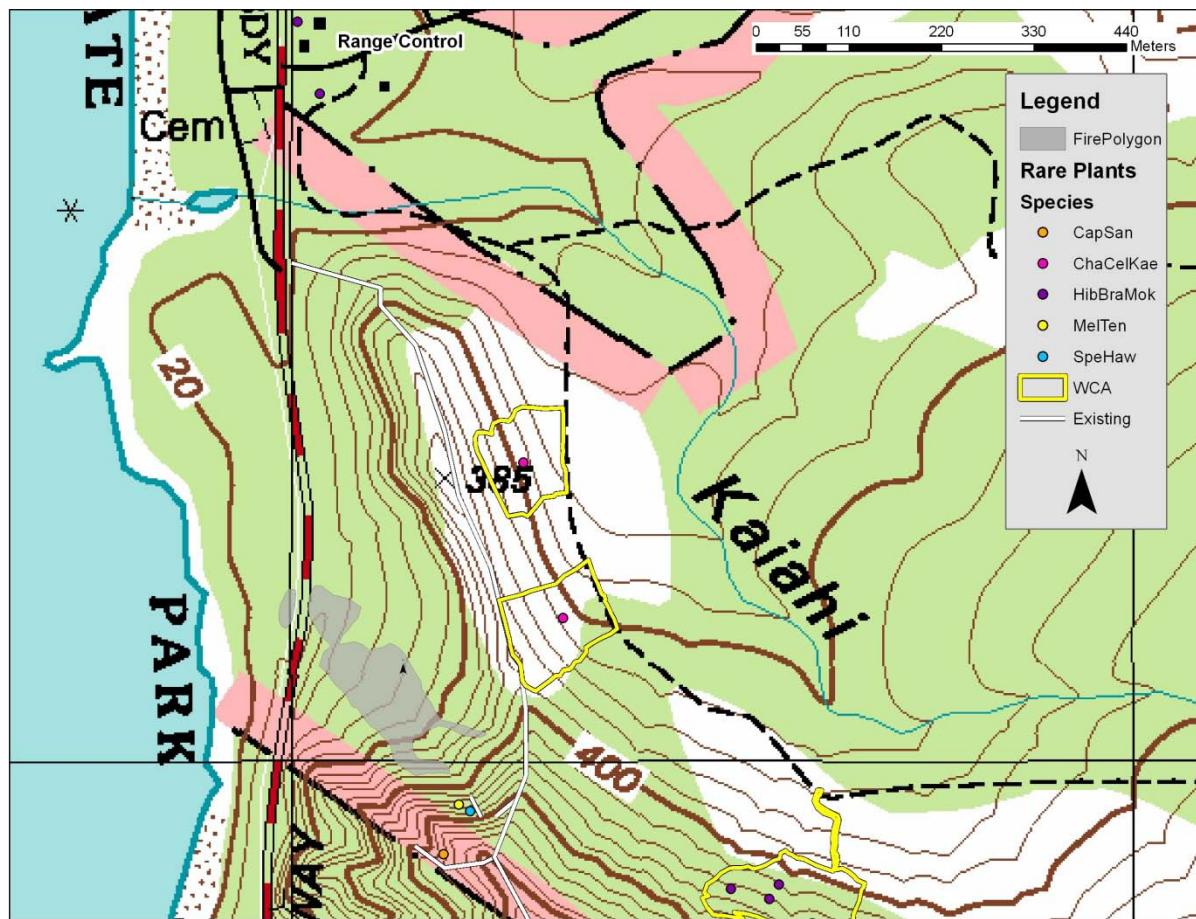 ATE
DY
Range Control
0 55 110 220 330 440
Meters
Cem
Legend
FirePolygon
Rare Plants
Species
CapSan
ChaCelKae
HibBraMok
MelTen
SpeHaw
WCA
Existing
N
20
385
Kaiahi
PARK
400
WAY